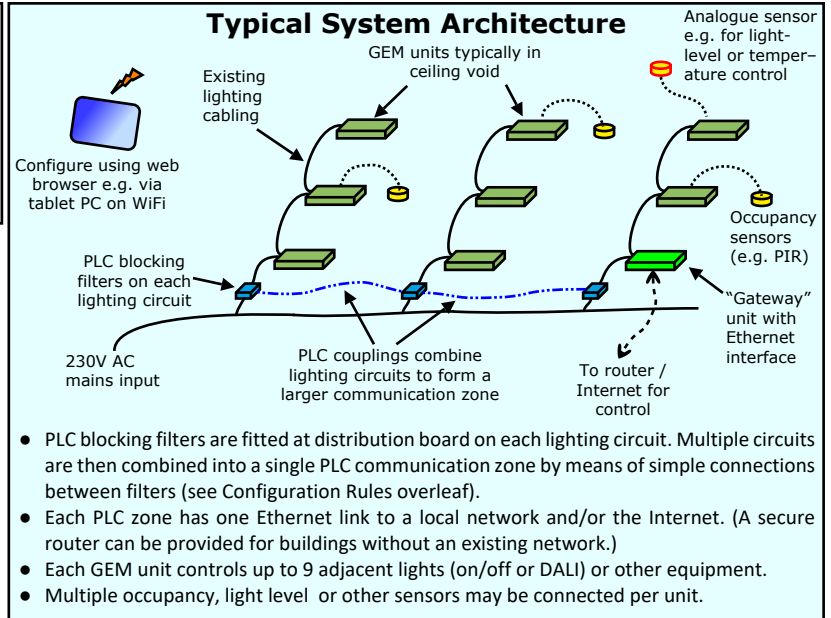 Typical System Architecture
Analogue sensor
e.g. for light-
level or temper–
ature control
GEM units typically in
ceiling void
Existing
lighting
cabling
Configure using web
browser e.g. via
tablet PC on WiFi
Occupancy
sensors
(e.g. PIR)
PLC blocking
filters on each
lighting circuit
“Gateway”
unit with
Ethernet
interface
230V AC
mains input
PLC couplings combine
lighting circuits to form a
larger communication zone
To router /
Internet for
control
● PLC blocking filters are fitted at distribution board on each lighting circuit. Multiple circuits
are then combined into a single PLC communication zone by means of simple connections
between filters (see Configuration Rules overleaf).
● Each PLC zone has one Ethernet link to a local network and/or the Internet. (A secure
router can be provided for buildings without an existing network.)
● Each GEM unit controls up to 9 adjacent lights (on/off or DALI) or other equipment.
● Multiple occupancy, light level or other sensors may be connected per unit.